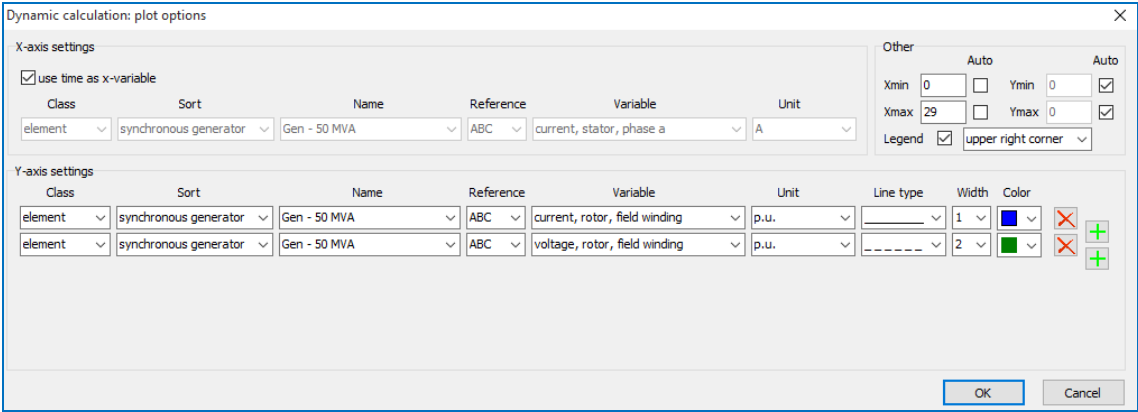 Dynamic calculation: plot options
X-axis settings
use time as x-variable
Class Sort Name Reference Variable Unit
element synchronous generator Gen - 50 MVA ABC current, stator, phase a A
Other
Auto Auto
Xmin 0 Ymin 0
Xmax 29 Ymax 0
Legend upper right corner
Y-axis settings
Class Sort Name Reference Variable Unit Line type Width Color
element synchronous generator Gen - 50 MVA ABC current, rotor, field winding p.u. 1
element synchronous generator Gen - 50 MVA ABC voltage, rotor, field winding p.u. 2
OK Cancel